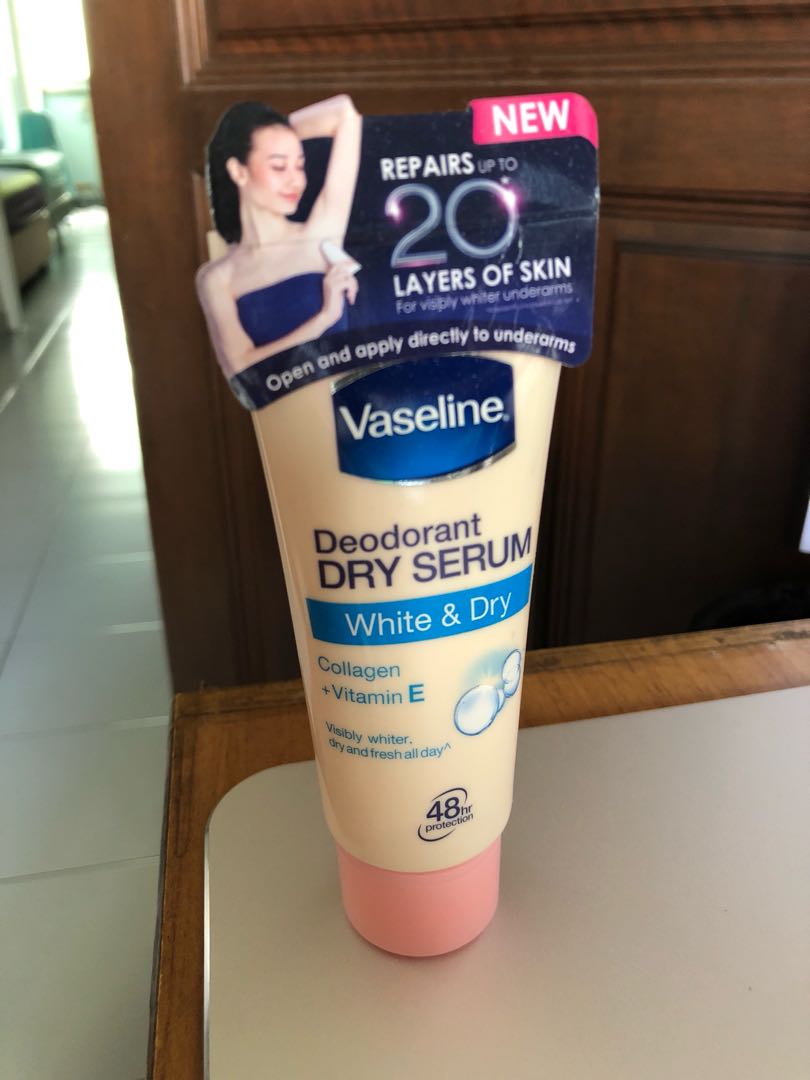 NEW
REPAIRS UP TO
20
LAYERS OF SKIN
For visibly whiter underarms
Open and apply directly to underarms
Vaseline®
Deodorant
DRY SERUM
White & Dry
Collagen
+Vitamin E
Visibly whiter,
dry and fresh all day^
48hr
protection